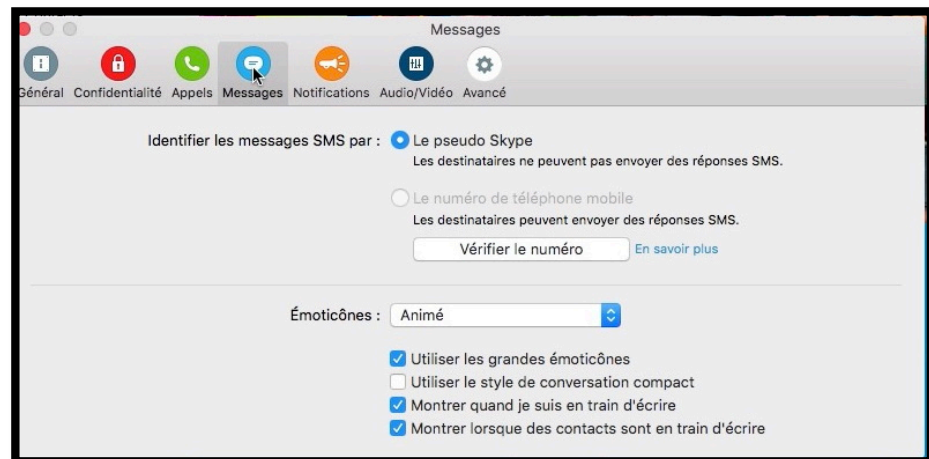 Messages
Général Confidentialité Appels Messages Notifications Audio/Vidéo Avancé
Identifier les messages SMS par : Le pseudo Skype
Les destinataires ne peuvent pas envoyer des réponses SMS.
Le numéro de téléphone mobile
Les destinataires peuvent envoyer des réponses SMS.
Vérifier le numéro En savoir plus
Émoticônes : Animé
Utiliser les grandes émoticônes
Utiliser le style de conversation compact
Montrer quand je suis en train d'écrire
Montrer lorsque des contacts sont en train d'écrire